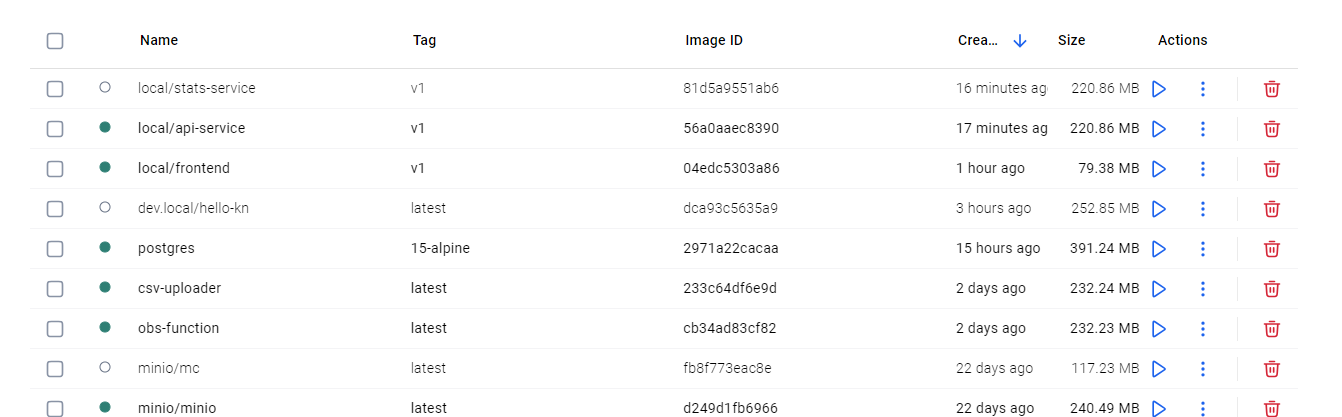 Name Tag Image ID Crea... Size Actions
local/stats-service v1 81d5a9551ab6 16 minutes ag 220.86 MB
local/api-service v1 56a0aaec8390 17 minutes ag 220.86 MB
local/frontend v1 04edc5303a86 1 hour ago 79.38 MB
dev.local/hello-kn latest dca93c5635a9 3 hours ago 252.85 MB
postgres 15-alpine 2971a22cacaa 15 hours ago 391.24 MB
csv-uploader latest 233c64df6e9d 2 days ago 232.24 MB
obs-function latest cb34ad83cf82 2 days ago 232.23 MB
minio/mc latest fb8f773eac8e 22 days ago 117.23 MB
minio/minio latest d249d1fb6966 22 days ago 240.49 MB